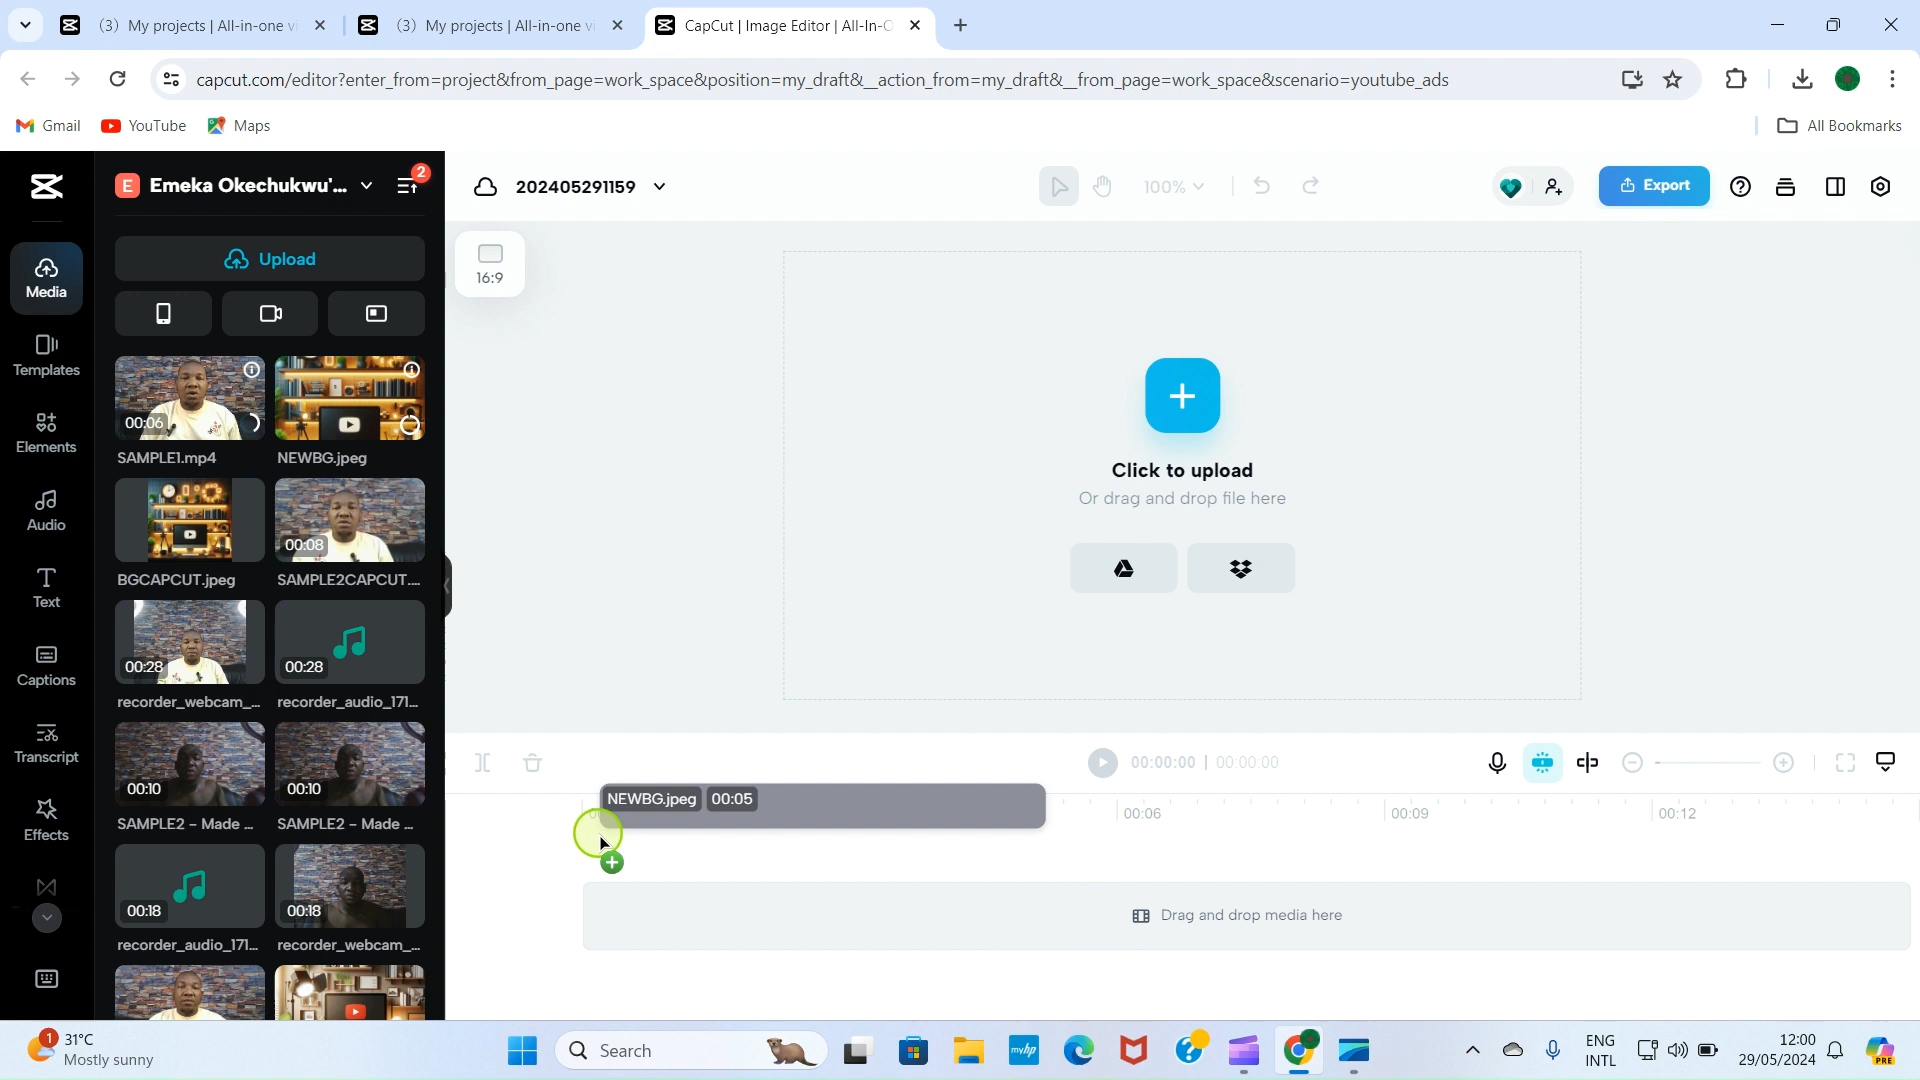 (3) My projects | All-in-one vi
(3) My projects | All-in-one vi
CapCut | Image Editor | All-In-O
capcut.com/editor?enter_from=project&from_page=work_space&position=my_draft&__action_from=my_draft&__from_page=work_space&scenario=youtube_ads
Gmail
YouTube
Maps
All Bookmarks
E
Emeka Okechukwu'...
2
202405291159
100%
Export
Upload
16:9
Media
Templates
Elements
Audio
Text
Captions
Transcript
Effects
00:06
SAMPLE1.mp4
NEWBG.jpeg
BGCAPCUT.jpeg
00:08
SAMPLE2CAPCUT....
00:28
recorder_webcam_...
00:28
recorder_audio_171...
00:10
SAMPLE2 - Made ...
00:10
SAMPLE2 - Made ...
00:18
recorder_audio_171...
00:18
recorder_webcam_...
Click to upload
Or drag and drop file here
00:00:00 | 00:00:00
NEWBG.jpeg
00:05
00:06
00:09
00:12
Drag and drop media here
1
31°C
Mostly sunny
Search
myhp
ENG
INTL
12:00
29/05/2024
PRE